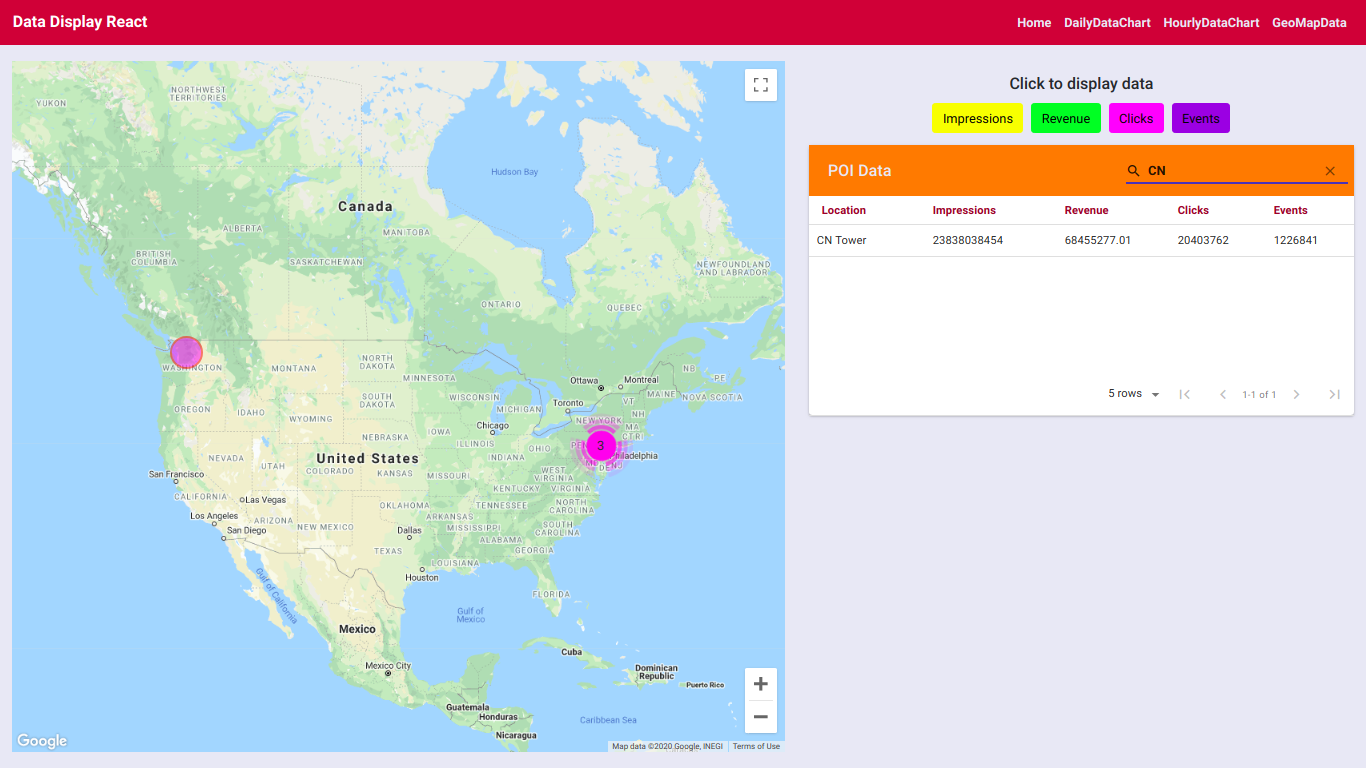 Data Display React
Home DailyDataChart HourlyDataChart GeoMapData
YUKON
NORTHWEST
TERRITORIES
Hudson Bay
Canada
ALBERTA
MANITOBA
BRITISH
COLUMBIA
SASKATCHEWAN
NEWFOUNDLAND
AND LABRADOR
ONTARIO
QUEBEC
WASHINGTON
MONTANA
NORTH
DAKOTA
MINNESOTA
Ottawa
Montreal
NB
PE
MAINE
NOVA SCOTIA
OREGON
IDAHO
WYOMING
SOUTH
DAKOTA
WISCONSIN
MICHIGAN
Toronto
VT
NH
Chicago
NEW YORK
MA
CT RI
NEBRASKA
IOWA
ILLINOIS
INDIANA
OHIO
3
Philadelphia
NEVADA
UTAH
United States
COLORADO
KANSAS
MISSOURI
WEST
VIRGINIA
DE NJ
San Francisco
KENTUCKY
VIRGINIA
CALIFORNIA
Las Vegas
OKLAHOMA
TENNESSEE
NORTH
CAROLINA
Los Angeles
ARIZONA
NEW MEXICO
ARKANSAS
MISSISSIPPI
SOUTH
CAROLINA
San Diego
Dallas
ALABAMA
TEXAS
GEORGIA
LOUISIANA
Houston
Gulf of California
FLORIDA
Gulf of
Mexico
Mexico
Mexico City
Cuba
Dominican
Republic
Puerto Rico
Guatemala
Honduras
Caribbean Sea
Nicaragua
Google
Map data ©2020 Google, INEGI Terms of Use
Click to display data
Impressions Revenue Clicks Events
POI Data CN
Location Impressions Revenue Clicks Events
CN Tower 23838038454 68455277.01 20403762 1226841
5 rows 1-1 of 1